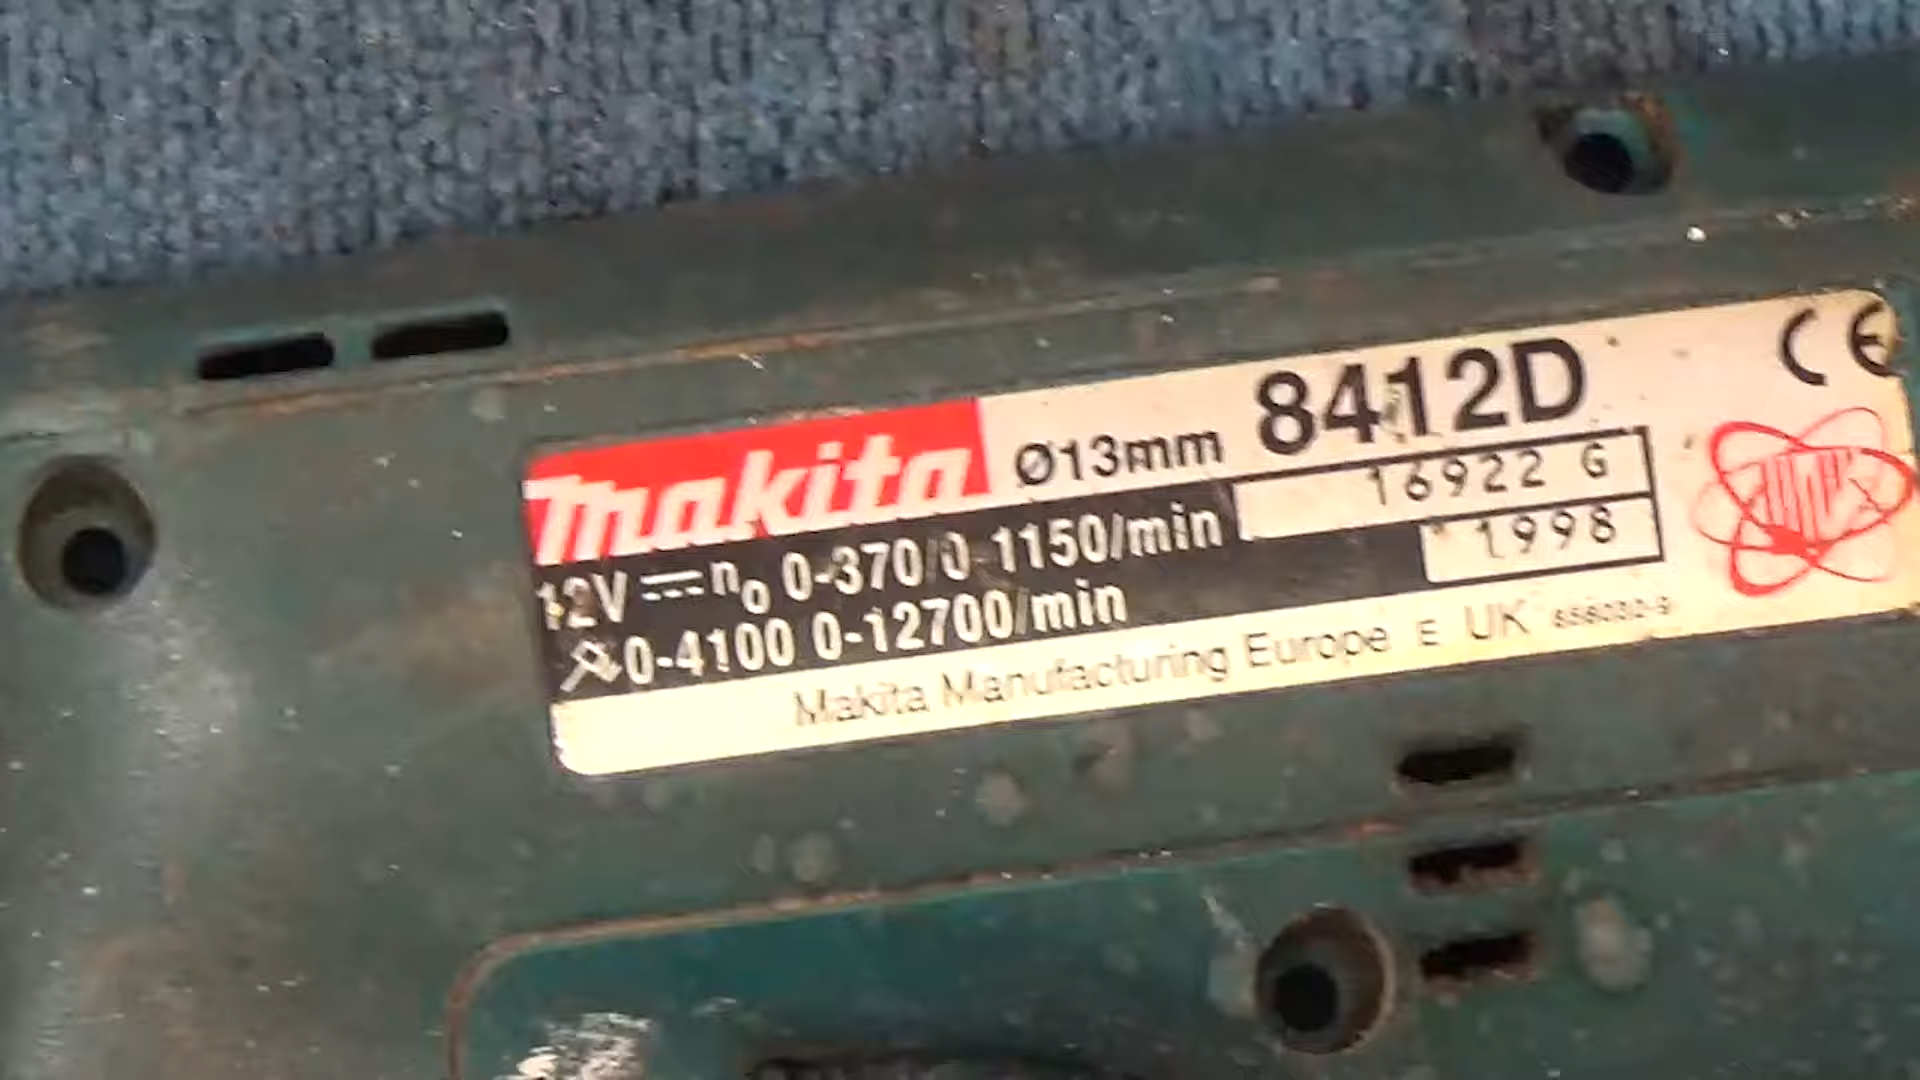 makita Ø13mm 8412D CE
16922 G
12V n₀ 0-370/0-1150/min
1998
0-4100 0-12700/min
Makita Manufacturing Europe E UK